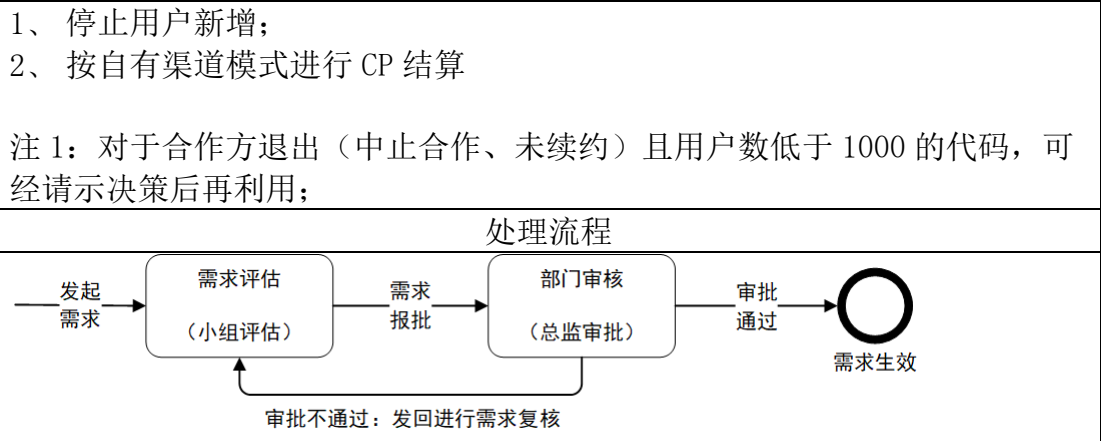 1、 停止用户新增；
2、 按自有渠道模式进行 CP 结算
注 1：对于合作方退出（中止合作、未续约）且用户数低于 1000 的代码，可
经请示决策后再利用；
处理流程
发起
需求
需求评估
（小组评估）
需求
报批
部门审核
（总监审批）
审批
通过
需求生效
审批不通过：发回进行需求复核